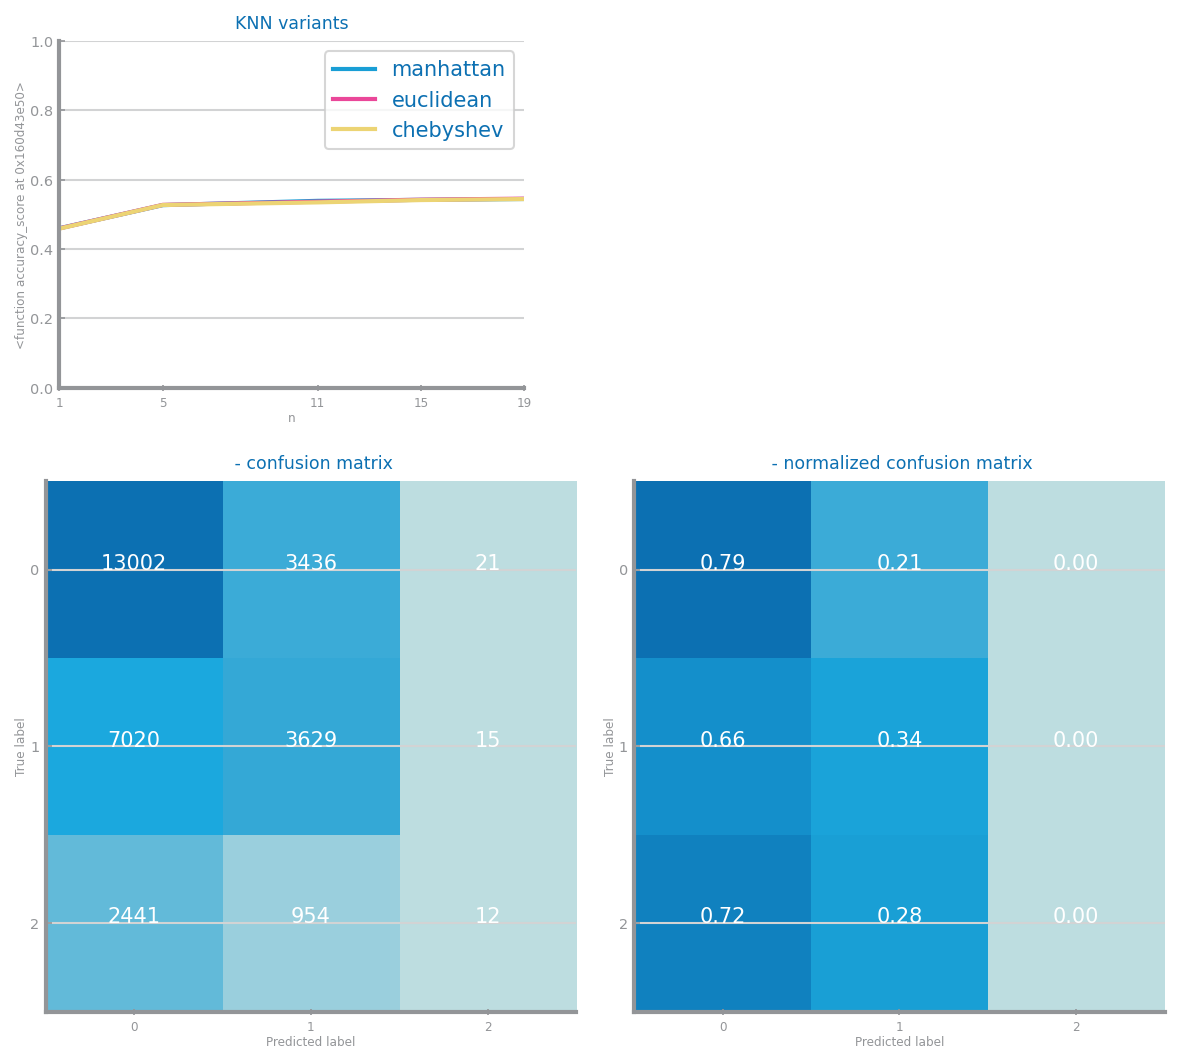 KNN variants
1.0
0.8
0.6
0.4
0.2
0.0
<function accuracy_score at 0x160d43e50>
manhattan
euclidean
chebyshev
1 5 11 15 19
n
- confusion matrix
13002 3436 21
7020 3629 15
2441 954 12
0
1
2
True label
0 1 2
Predicted label
- normalized confusion matrix
0.79 0.21 0.00
0.66 0.34 0.00
0.72 0.28 0.00
0
1
2
True label
0 1 2
Predicted label